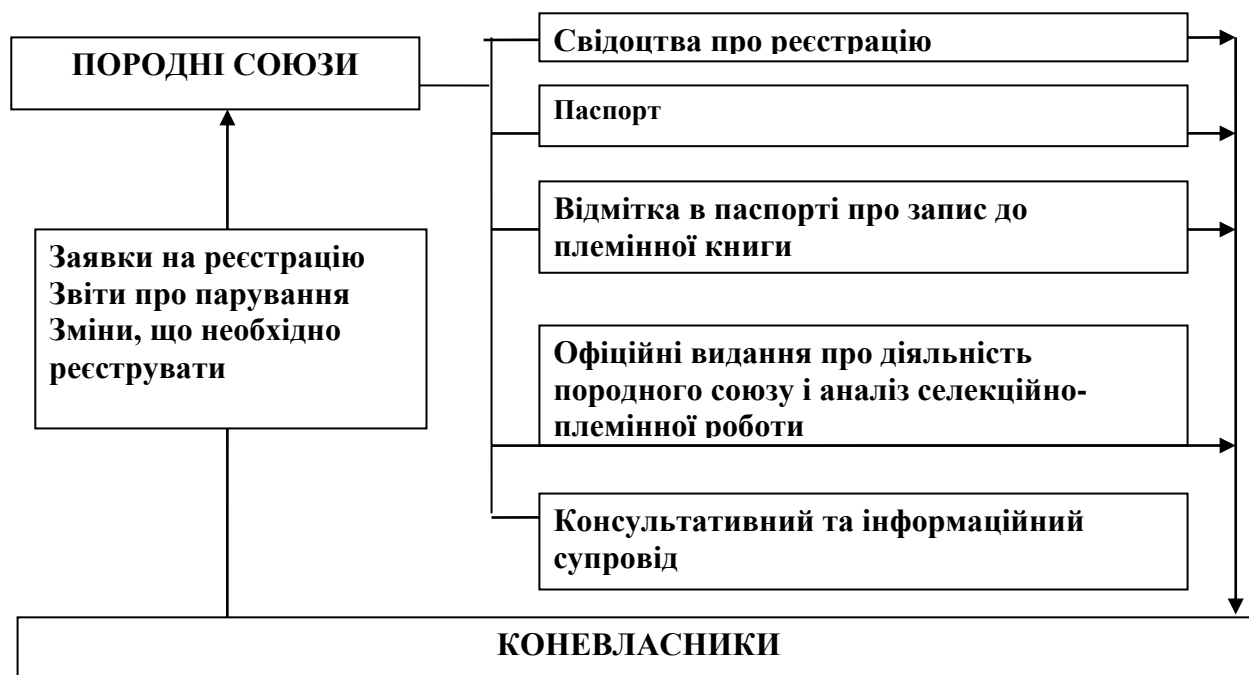 ПОРОДНІ СОЮЗИ
Свідоцтва про реєстрацію
Паспорт
Відмітка в паспорті про запис до
племінної книги
Заявки на реєстрацію
Звіти про парування
Зміни, що необхідно
реєструвати
Офіційні видання про діяльність
породного союзу і аналіз селекційно-
племінної роботи
Консультативний та інформаційний
супровід
КОНЕВЛАСНИКИ